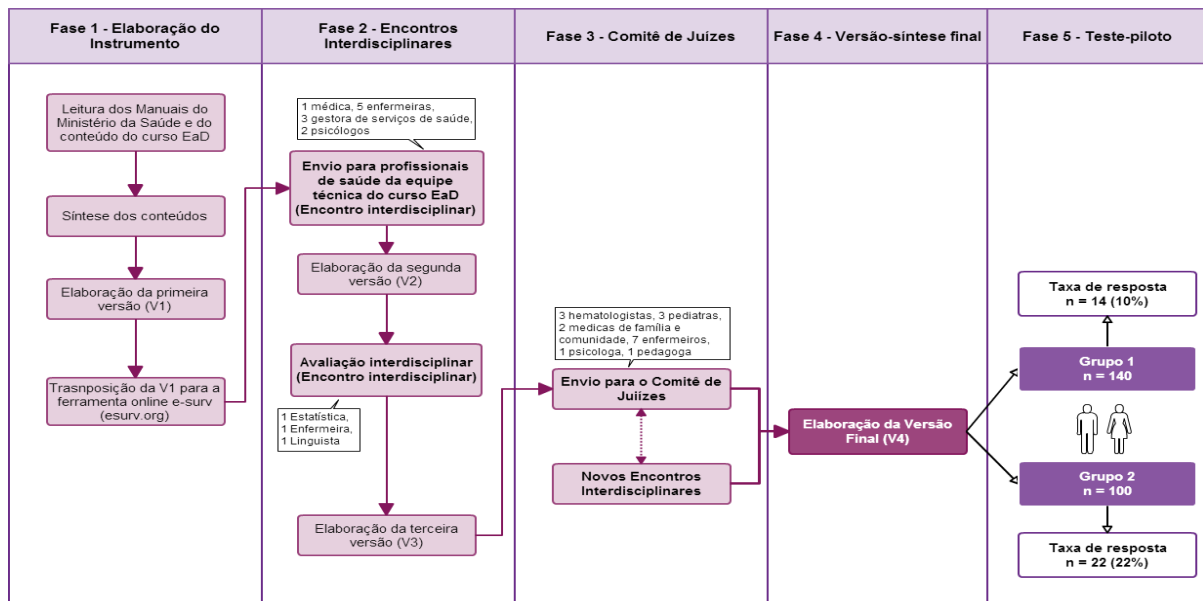 Fase 1 - Elaboração do
Instrumento
Fase 2 - Encontros
Interdisciplinares
Fase 3 - Comitê de Juízes
Fase 4 - Versão-síntese final
Fase 5 - Teste-piloto
Leitura dos Manuais do
Ministério da Saúde e do
conteúdo do curso EaD
Síntese dos conteúdos
Elaboração da primeira
versão (V1)
Trasnposição da V1 para a
ferramenta online e-surv
(esurv.org)
1 médica, 5 enfermeiras,
3 gestora de serviços de saúde,
2 psicólogos
Envio para profissionais
de saúde da equipe
técnica do curso EaD
(Encontro interdisciplinar)
Elaboração da segunda
versão (V2)
Avaliação interdisciplinar
(Encontro interdisciplinar)
1 Estatística,
1 Enfermeira,
1 Linguista
Elaboração da terceira
versão (V3)
3 hematologistas, 3 pediatras,
2 medicas de família e
comunidade, 7 enfermeiros,
1 psicologa, 1 pedagoga
Envio para o Comitê de
Juiízes
Novos Encontros
Interdisciplinares
Elaboração da Versão
Final (V4)
Taxa de resposta
n = 14 (10%)
Grupo 1
n = 140
Grupo 2
n = 100
Taxa de resposta
n = 22 (22%)